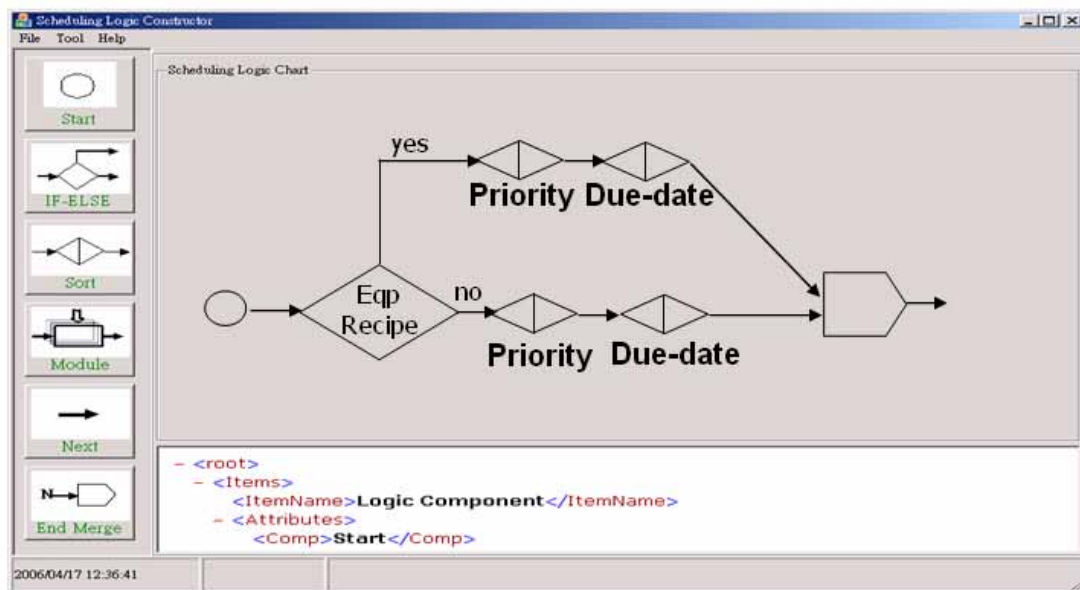 Scheduling Logic Constructor
File Tool Help
Start
IF-ELSE
Sort
Module
Next
N
End Merge
Scheduling Logic Chart
yes
Priority Due-date
Eqp
Recipe
no
Priority Due-date
- <root>
- <Items>
<ItemName>Logic Component</ItemName>
- <Attributes>
<Comp>Start</Comp>
2006/04/17 12:36:41